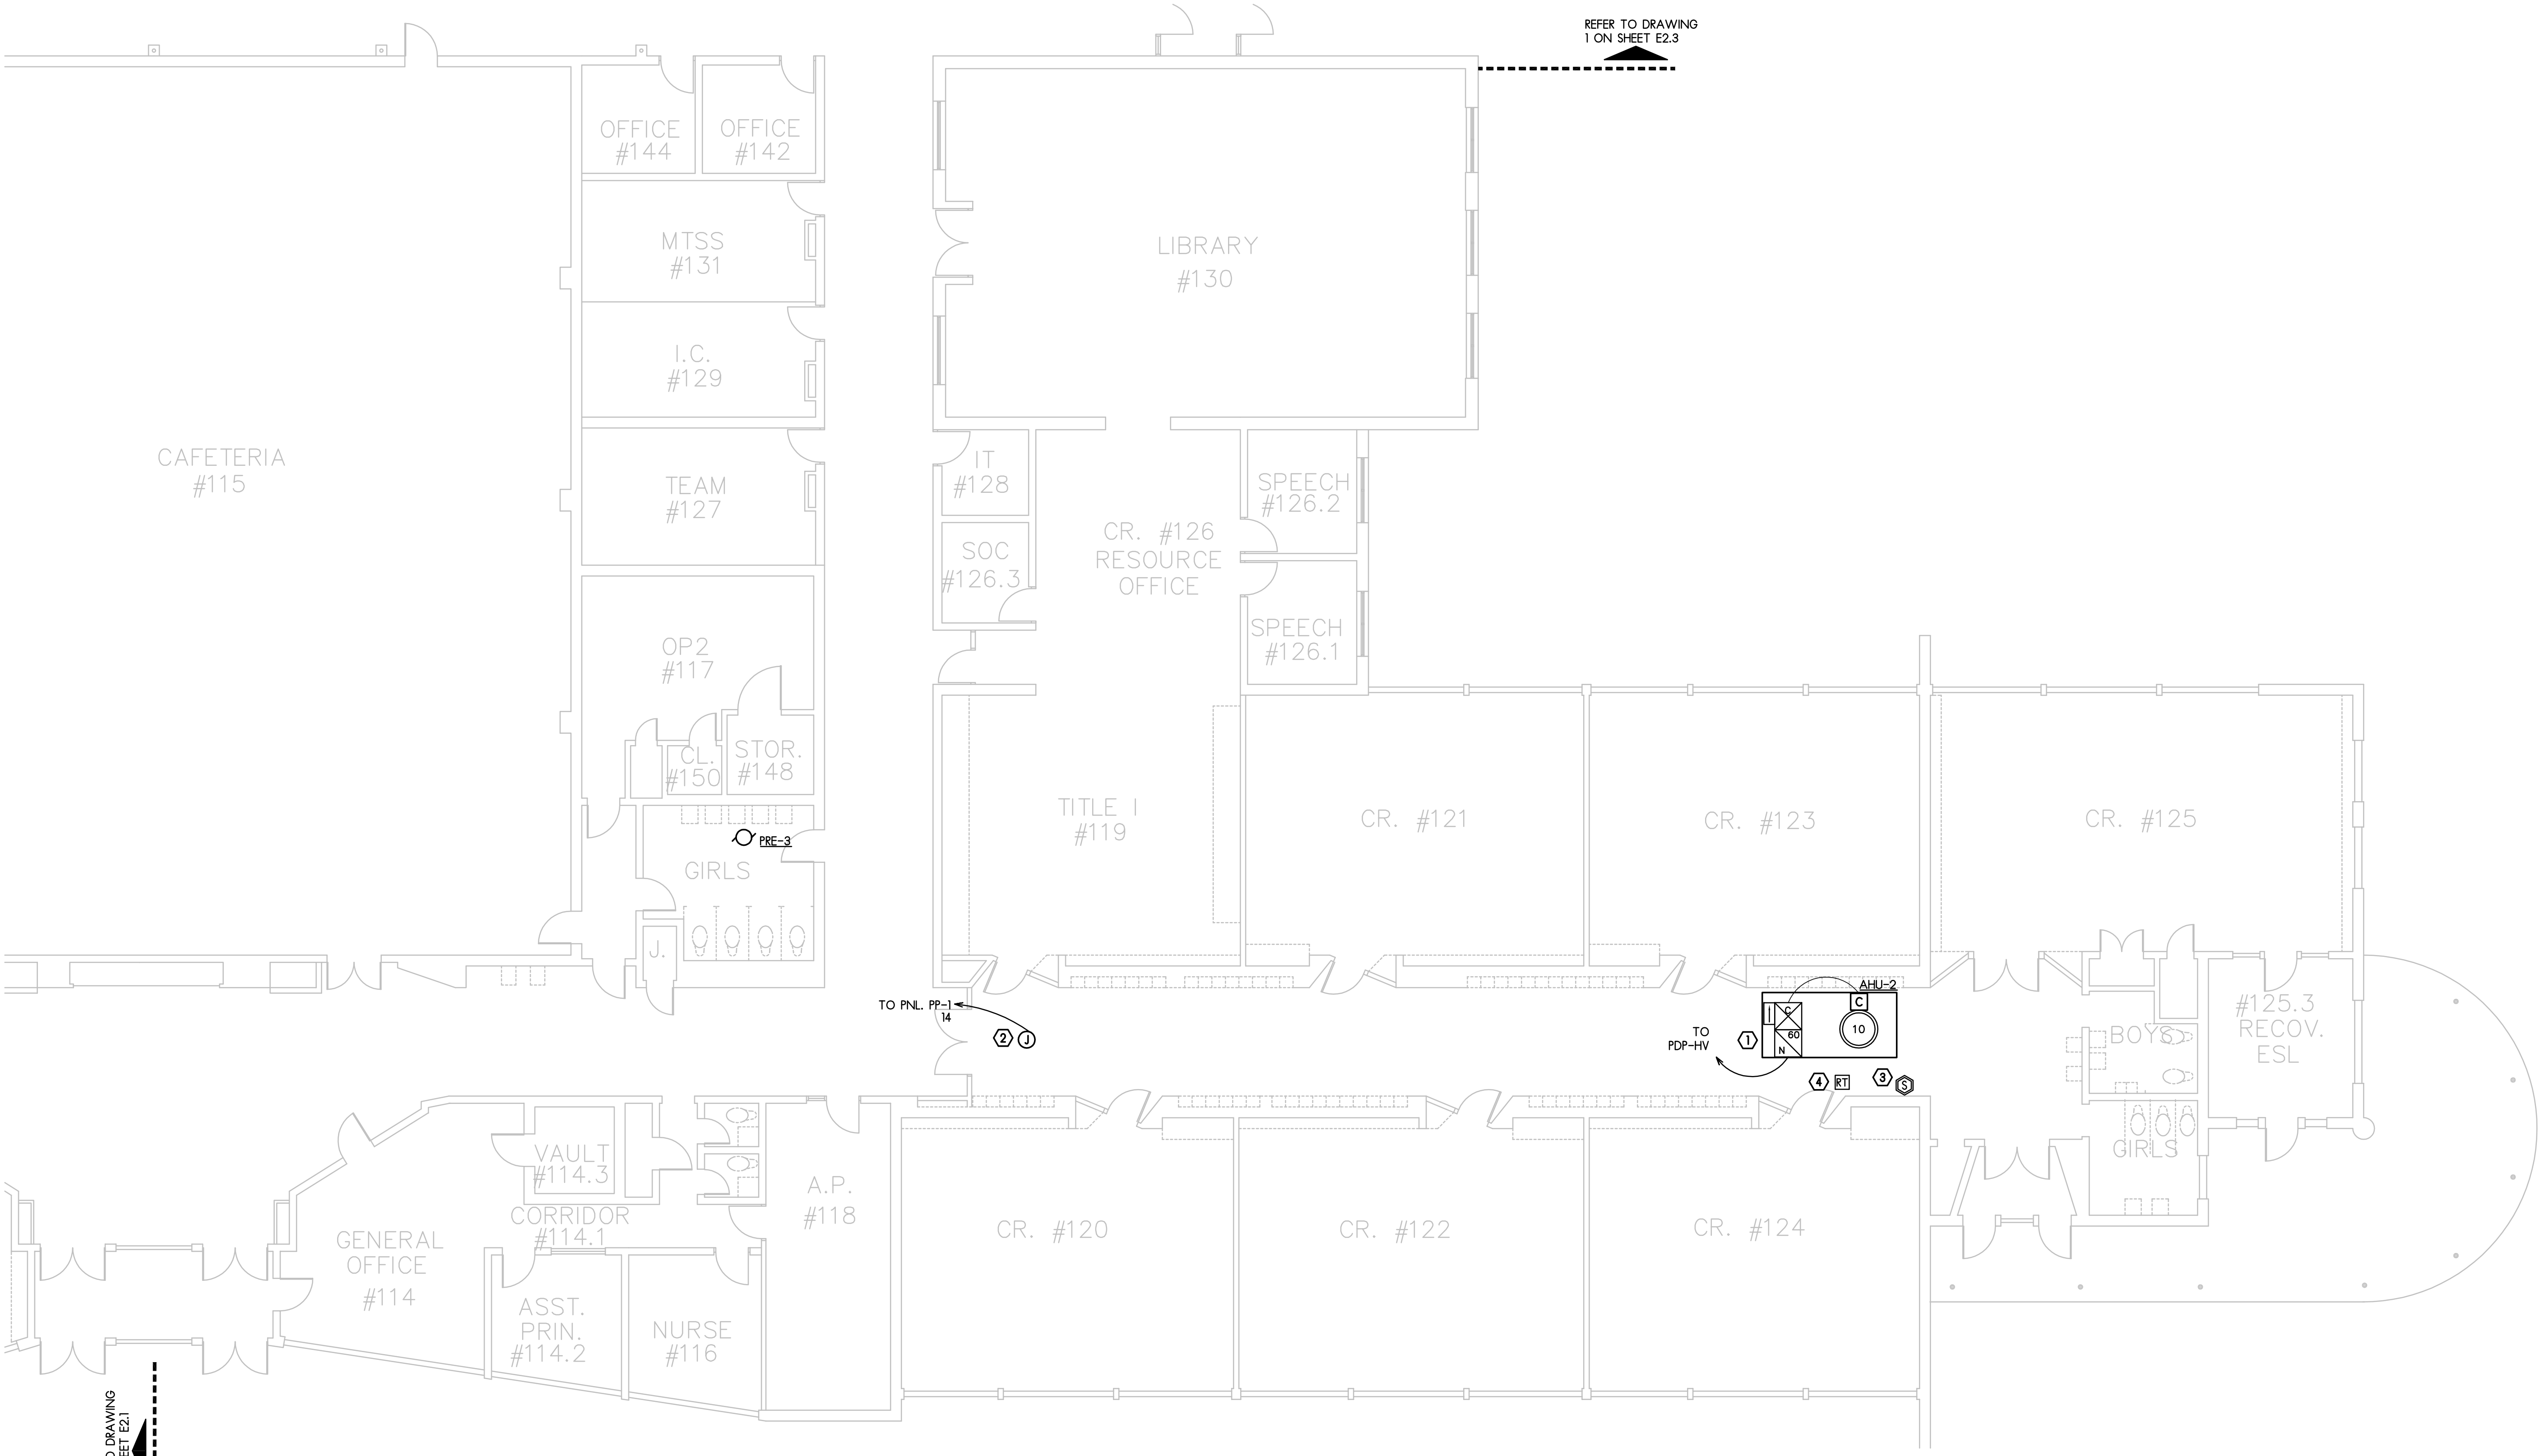 REFER TO DRAWING
1 ON SHEET E2.3
OFFICE
#144
OFFICE
#142
MTSS
#131
LIBRARY
#130
I.C.
#129
CAFETERIA
#115
TEAM
#127
IT
#128
SPEECH
#126.2
CR. #126
RESOURCE
OFFICE
SOC
#126.3
SPEECH
#126.1
OP2
#117
CL.
#150
STOR.
#148
TITLE I
#119
CR. #121
CR. #123
CR. #125
PRE-3
GIRLS
J.
TO PNL. PP-1
14
2
J
AHU-2
C
C
60
N
10
1
TO
PDP-HV
4
RT
3
S
BOYS
#125.3
RECOV.
ESL
GIRLS
VAULT
#114.3
CORRIDOR
#114.1
A.P.
#118
GENERAL
OFFICE
#114
CR. #120
CR. #122
CR. #124
ASST.
PRIN.
#114.2
NURSE
#116
O DRAWING
EET E2.1